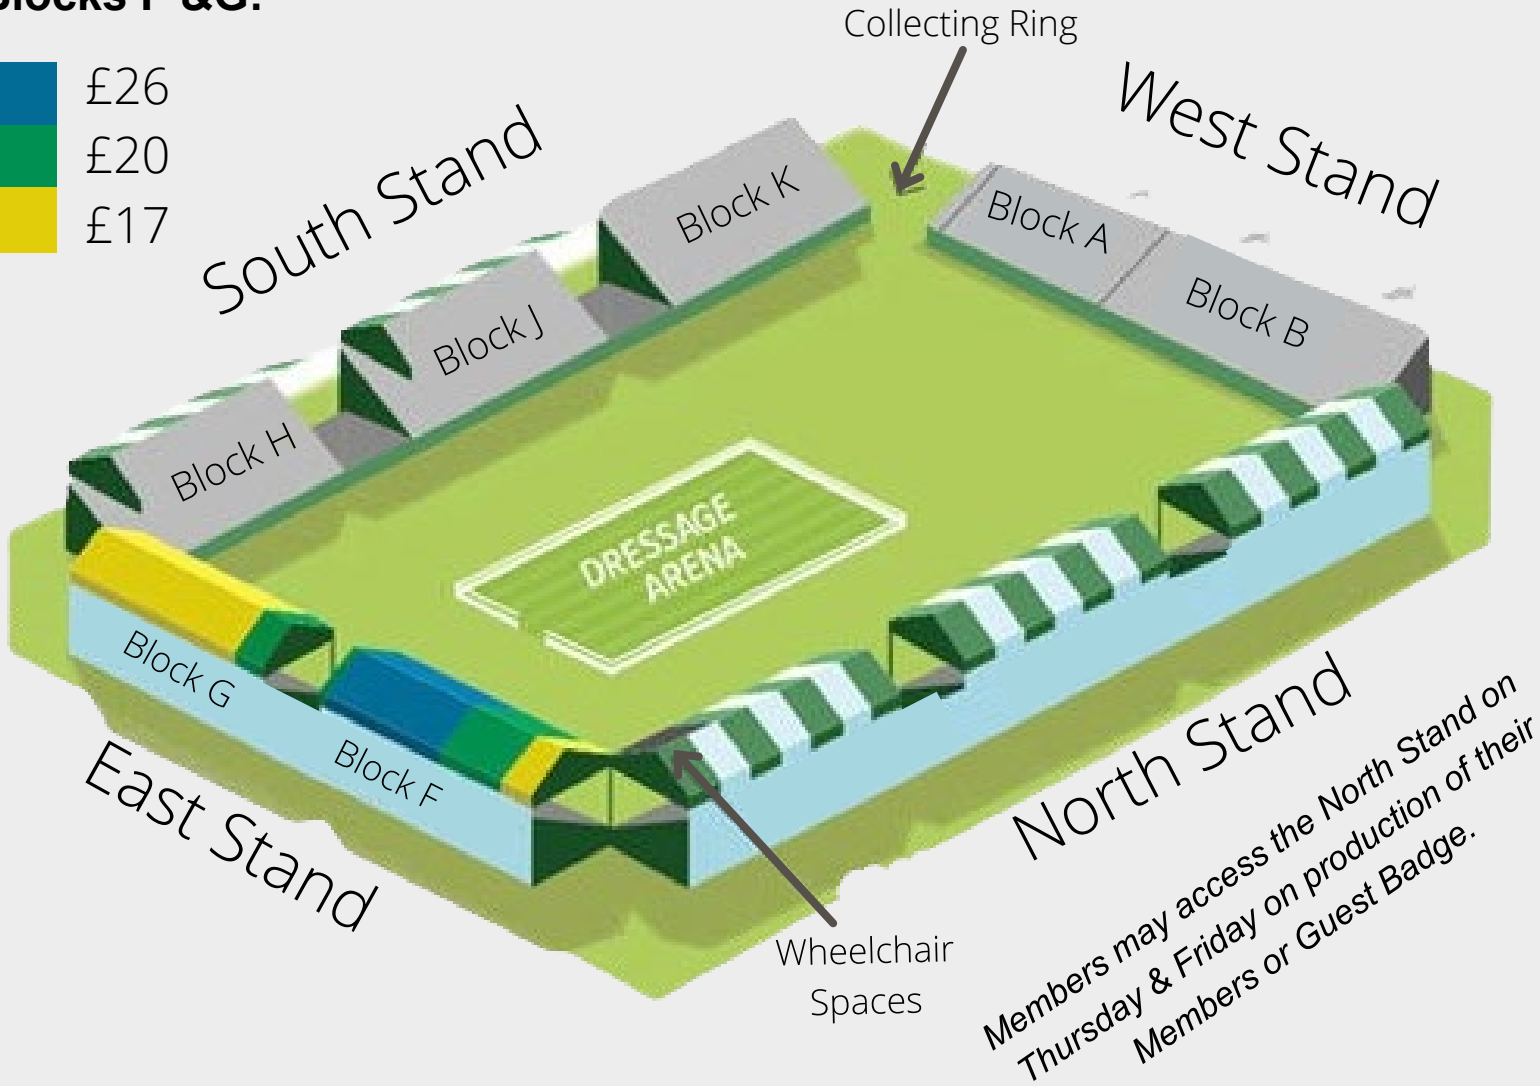 &G.
£26
£20
£17
Collecting Ring
West Stand
South Stand
Block K
Block A
Block B
Block J
Block H
DRESSAGE
ARENA
Block G
Block F
East Stand
North Stand
Wheelchair
Spaces
Members may access the North Stand on
Thursday & Friday on production of their
Members or Guest Badge.